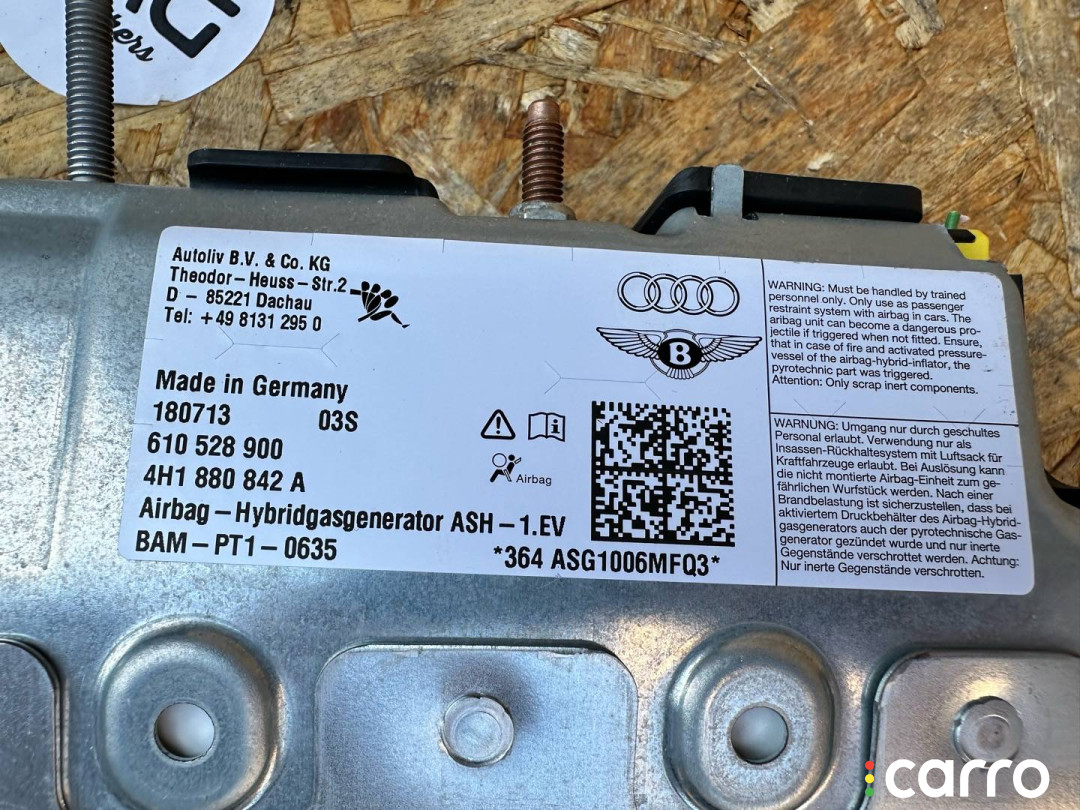 Autoliv B.V. & Co. KG
Theodor-Heuss-Str.2
D - 85221 Dachau
Tel: +49 8131 295 0
Made in Germany
180713 03S
610 528 900
4H1 880 842 A
Airbag-Hybridgasgenerator ASH-1.EV
BAM-PT1-0635
B
Airbag
*364 ASG1006MFQ3*
WARNING: Must be handled by trained
personnel only. Only use as passenger
restraint system with airbag in cars. The
aribag unit can become a dangerous pro-
jectile if triggered when not fitted. Ensure,
that in case of fire and activated pressure-
vessel of the airbag-hybrid-inflator, the
pyrotechnic part was triggered.
Attention: Only scrap inert components.
WARNUNG: Umgang nur durch geschultes
Personal erlaubt. Verwendung nur als
Insassen-Rückhaltesystem mit Luftsack für
Kraftfahrzeuge erlaubt. Bei Auslösung kann
die nicht montierte Airbag-Einheit zum ge-
fährlichen Wurfstück werden. Nach einer
Brandbelastung ist sicherzustellen, dass bei
aktiviertem Druckbehälter des Airbag-Hybrid-
gasgenerators auch der pyrotechnische Gas-
generator gezündet wurde und nur inerte
Gegenstände verschrottet werden. Achtung:
Nur inerte Gegenstände verschrotten.
carro